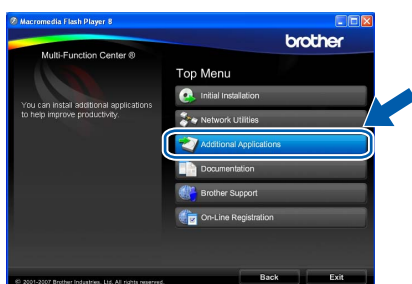 Macromedia Flash Player 8
brother
Multi-Function Center ®
Top Menu
Initial Installation
You can install additional applications
to help improve productivity.
Network Utilities
Additional Applications
Documentation
Brother Support
On-Line Registration
© 2001-2007 Brother Industries, Ltd. All rights reserved.
Back
Exit